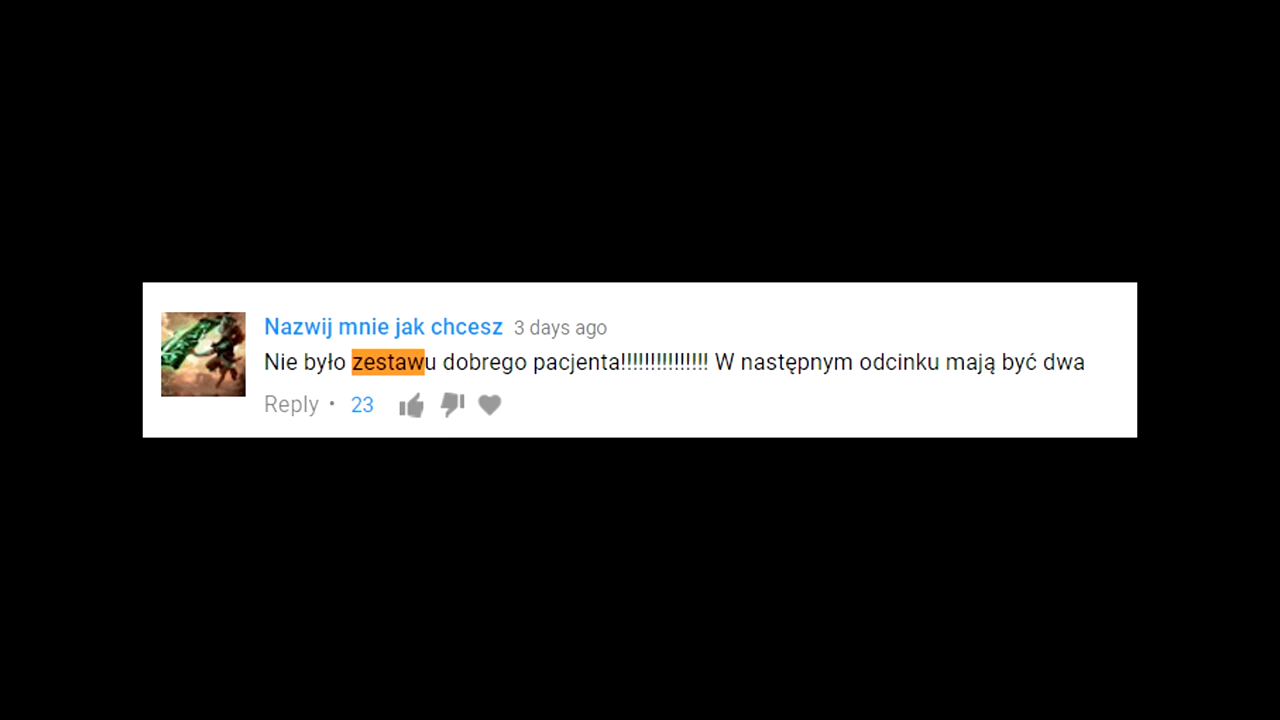 Nazwij mnie jak chcesz 3 days ago
Nie było zestawu dobrego pacjenta!!!!!!!!!!!!!!! W następnym odcinku mają być dwa
Reply • 23